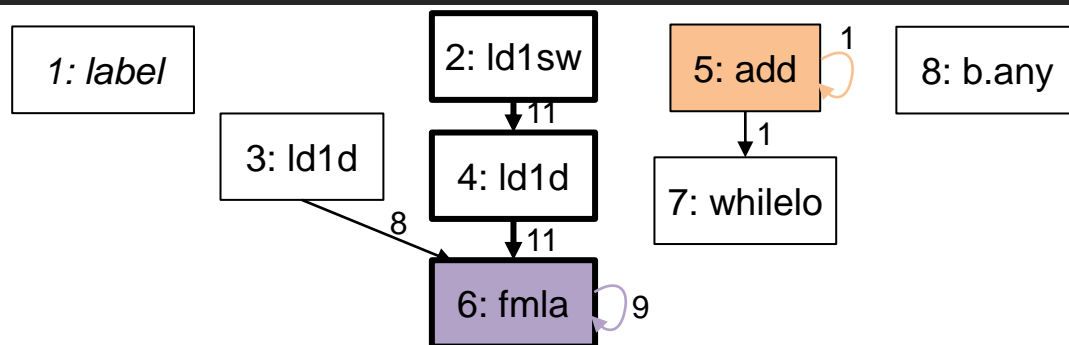 1: label
2: ld1sw
5: add
1
8: b.any
11
3: ld1d
4: ld1d
1
7: whilelo
8
11
6: fmla
9